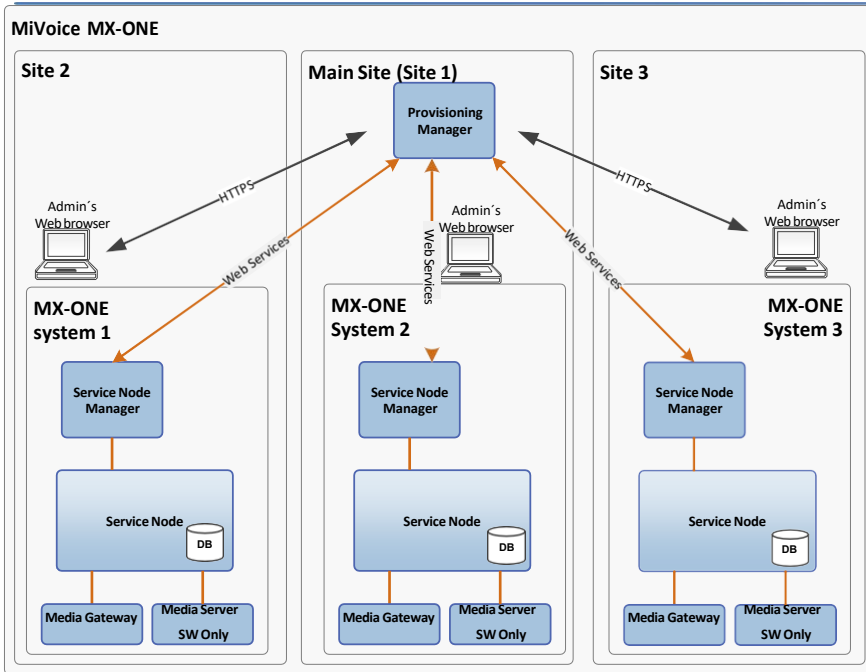 MiVoice MX-ONE
Site 2
Main Site (Site 1)
Site 3
Provisioning
Manager
HTTPS
HTTPS
Admin´s
Web browser
Admin´s
Web browser
Admin´s
Web browser
Web Services
Web Services
Web Services
MX-ONE
system 1
MX-ONE
System 2
MX-ONE
System 3
Service Node
Manager
Service Node
Manager
Service Node
Manager
Service Node
DB
Service Node
DB
Service Node
DB
Media Gateway
Media Server
SW Only
Media Gateway
Media Server
SW Only
Media Gateway
Media Server
SW Only